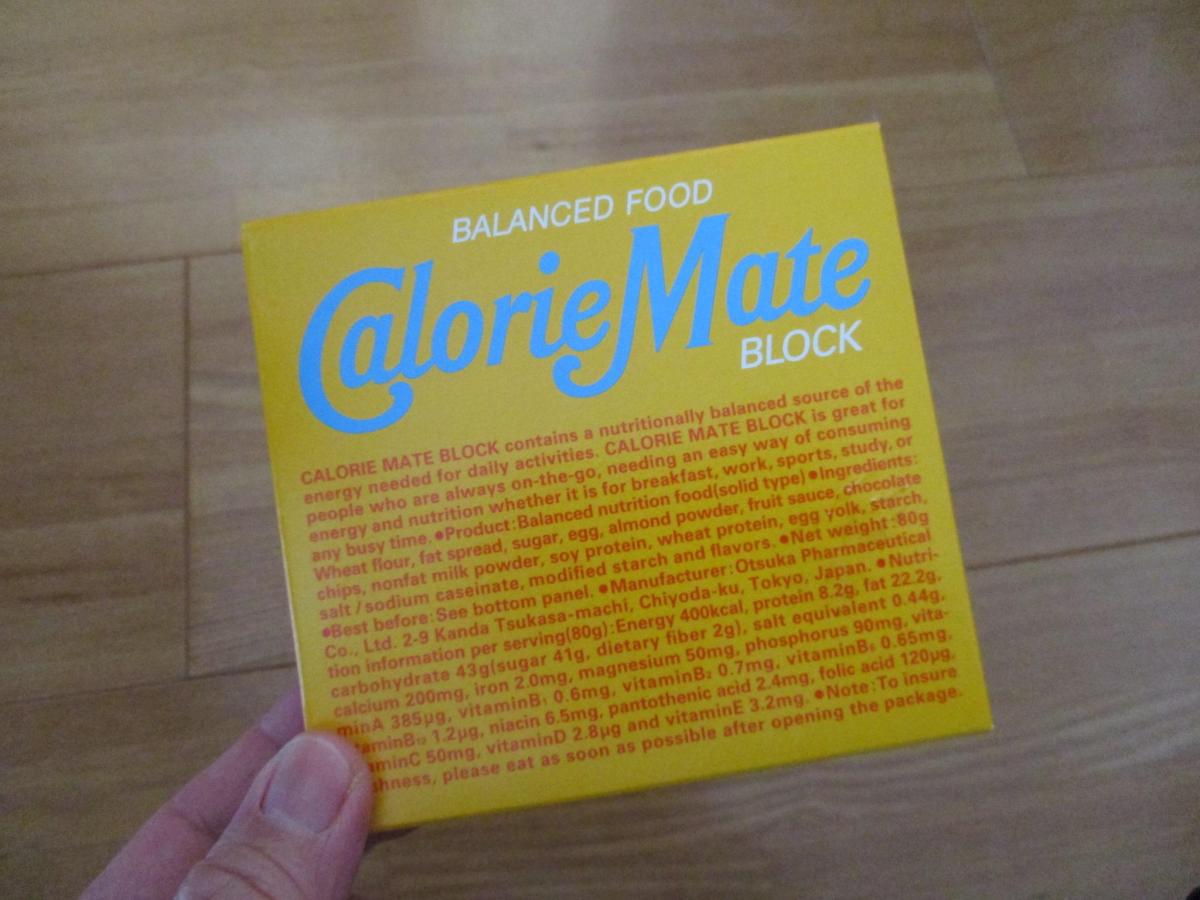 BALANCED FOOD
CalorieMate
BLOCK
CALORIE MATE BLOCK contains a nutritionally balanced source of the
energy needed for daily activities. CALORIE MATE BLOCK is great for
people who are always on-the-go, needing an easy way of consuming
energy and nutrition whether it is for breakfast, work, sports, study, or
any busy time. ●Product:Balanced nutrition food(solid type) ●Ingredients:
Wheat flour, fat spread, sugar, egg, almond powder, fruit sauce, chocolate
chips, nonfat milk powder, soy protein, wheat protein, egg yolk, starch,
salt / sodium caseinate, modified starch and flavors. ●Net weight:80g
●Best before:See bottom panel. ●Manufacturer:Otsuka Pharmaceutical
Co., Ltd. 2-9 Kanda Tsukasa-machi, Chiyoda-ku, Tokyo, Japan. ●Nutri-
tion information per serving(80g):Energy 400kcal, protein 8.2g, fat 22.2g,
carbohydrate 43g(sugar 41g, dietary fiber 2g), salt equivalent 0.44g,
calcium 200mg, iron 2.0mg, magnesium 50mg, phosphorus 90mg, vita-
minA 385μg, vitaminB₁ 0.6mg, vitaminB₂ 0.7mg, vitaminB₆ 0.65mg,
taminB₁₂ 1.2μg, niacin 6.5mg, pantothenic acid 2.4mg, folic acid 120μg,
minC 50mg, vitaminD 2.8μg and vitaminE 3.2mg. ●Note:To insure
shness, please eat as soon as possible after opening the package.